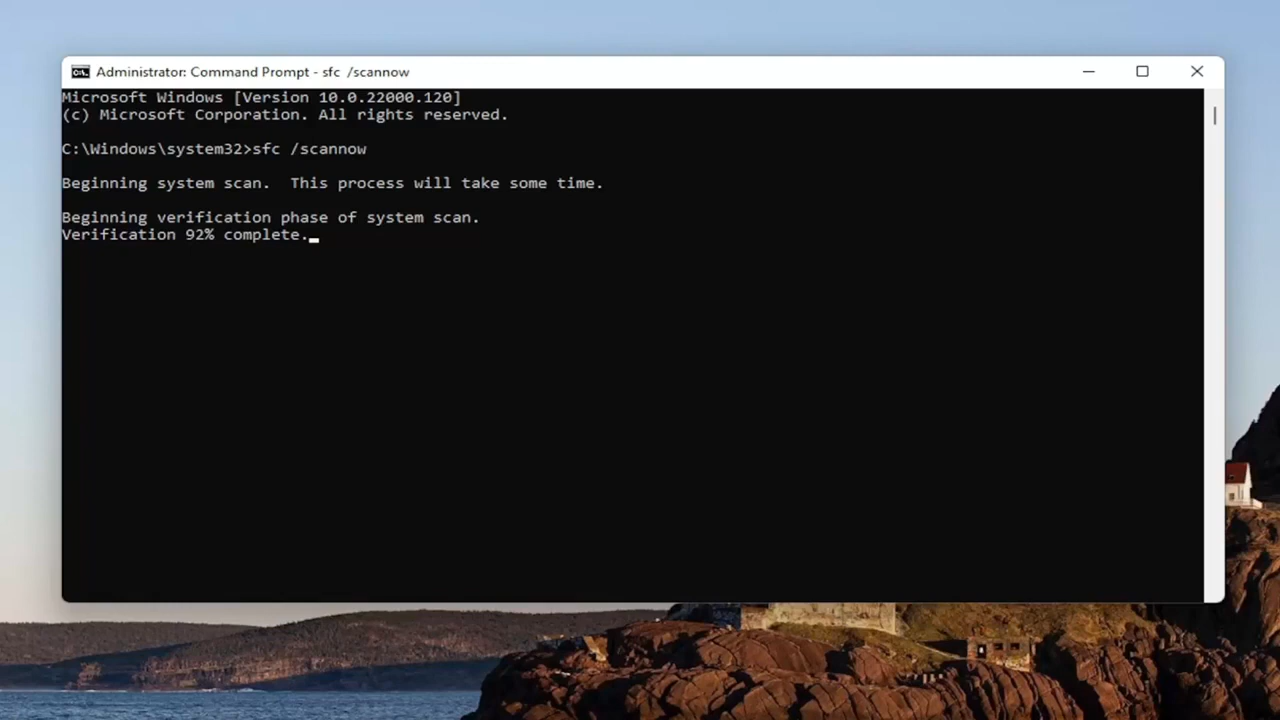 Administrator: Command Prompt - sfc  /scannow
Microsoft Windows [Version 10.0.22000.120]
(c) Microsoft Corporation. All rights reserved.
C:\Windows\system32>sfc /scannow
Beginning system scan.  This process will take some time.
Beginning verification phase of system scan.
Verification 92% complete.